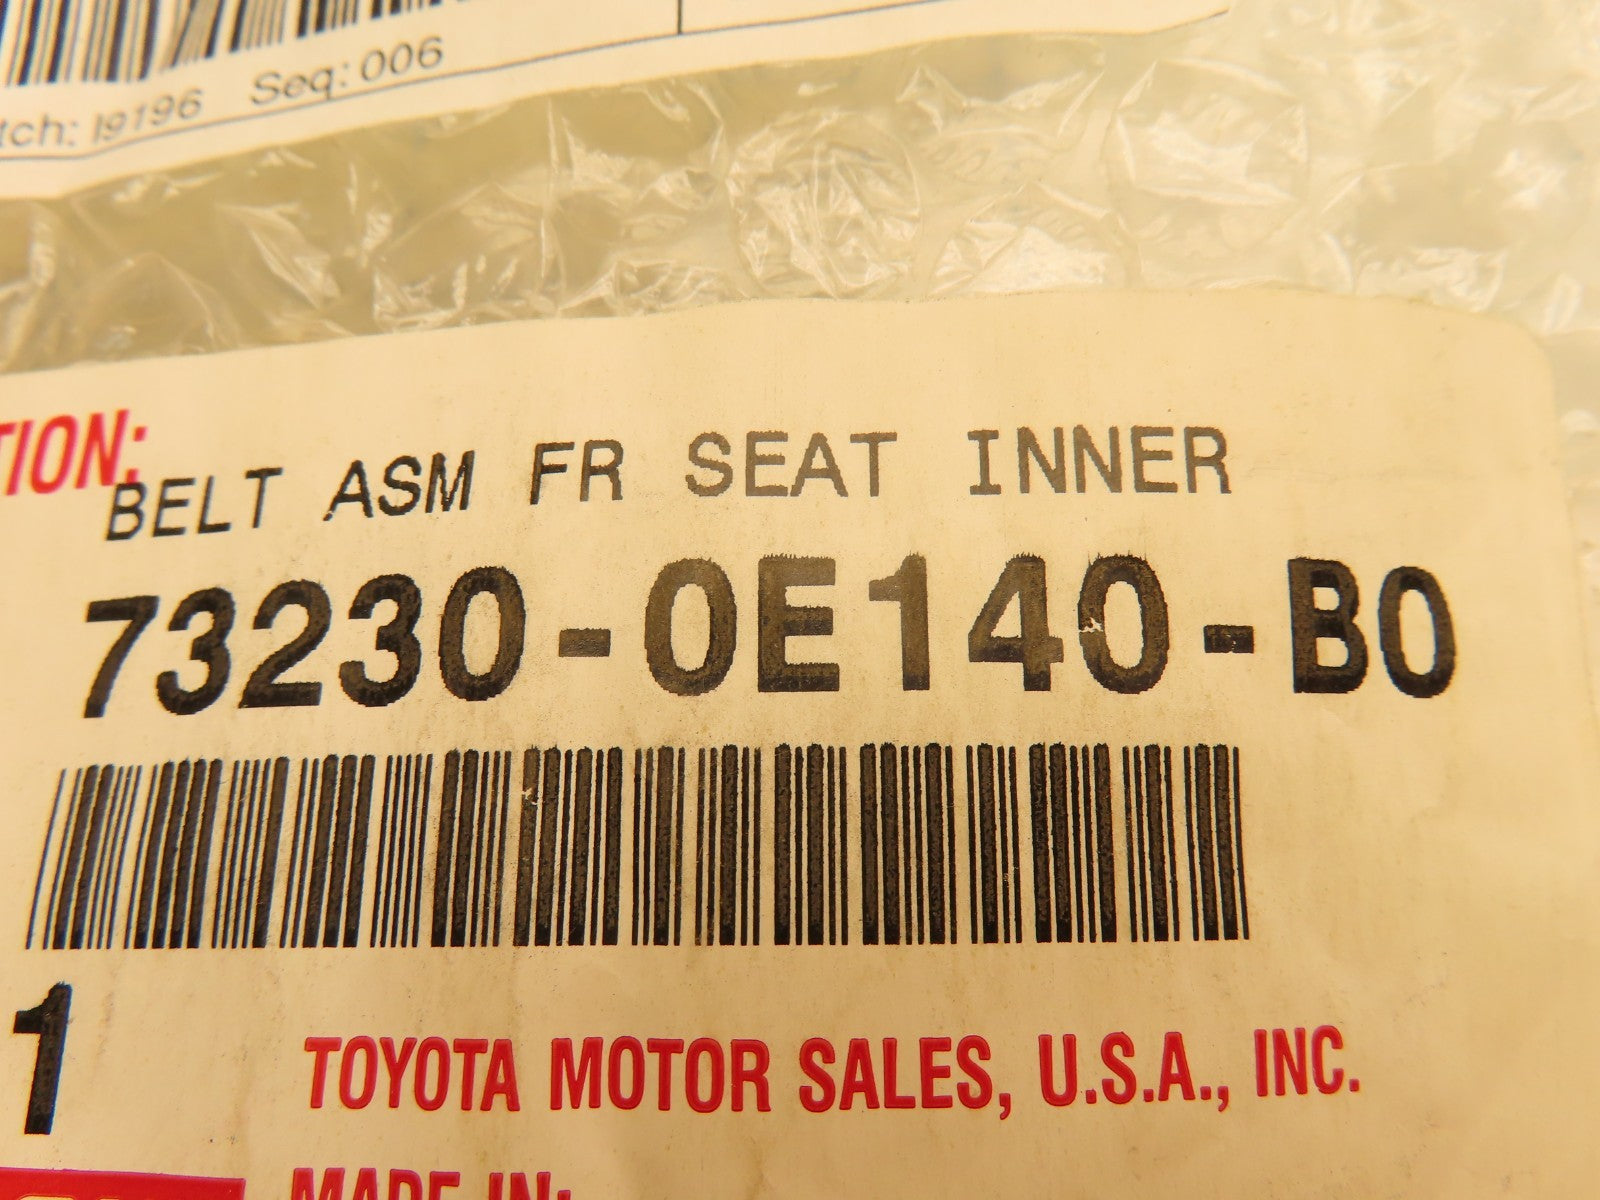 tch: I9196 Seq: 006
TION:
BELT ASM FR SEAT INNER
73230-0E140-B0
1
TOYOTA MOTOR SALES, U.S.A., INC.
MADE IN: